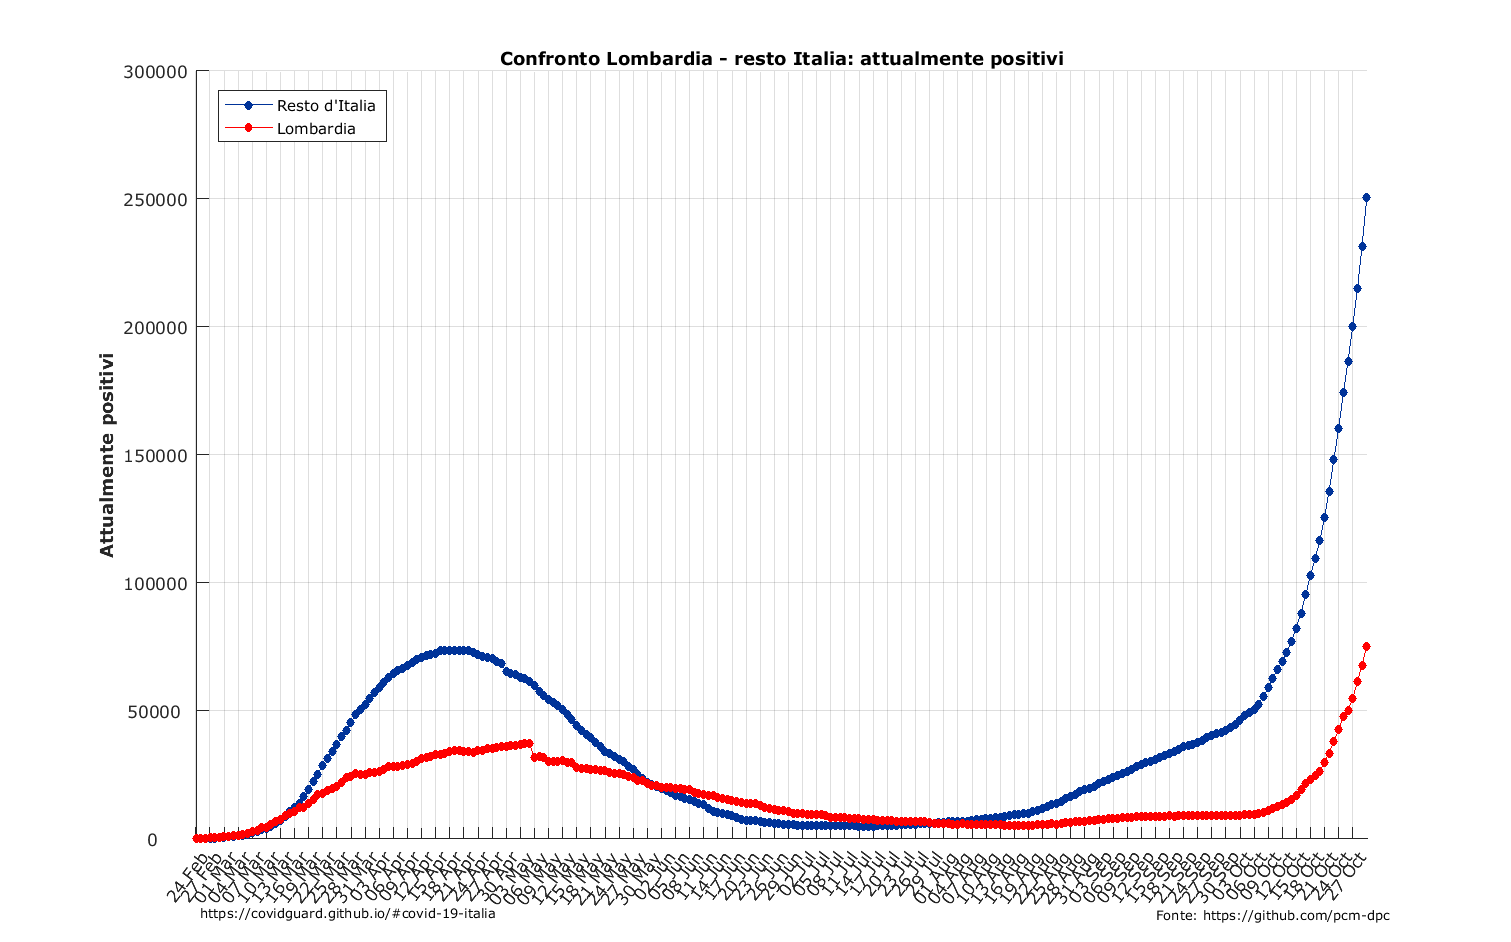 Confronto Lombardia - resto Italia: attualmente positivi
300000
250000
200000
150000
100000
50000
0
Attualmente positivi
Resto d'Italia
Lombardia
24 Feb
27 Feb
01 Mar
04 Mar
07 Mar
10 Mar
13 Mar
16 Mar
19 Mar
22 Mar
25 Mar
28 Mar
31 Mar
03 Apr
06 Apr
09 Apr
12 Apr
15 Apr
18 Apr
21 Apr
24 Apr
27 Apr
30 Apr
03 May
06 May
09 May
12 May
15 May
18 May
21 May
24 May
27 May
30 May
02 Jun
05 Jun
08 Jun
11 Jun
14 Jun
17 Jun
20 Jun
23 Jun
26 Jun
29 Jun
02 Jul
05 Jul
08 Jul
11 Jul
14 Jul
17 Jul
20 Jul
23 Jul
26 Jul
29 Jul
01 Aug
04 Aug
07 Aug
10 Aug
13 Aug
16 Aug
19 Aug
22 Aug
25 Aug
28 Aug
31 Aug
03 Sep
06 Sep
09 Sep
12 Sep
15 Sep
18 Sep
21 Sep
24 Sep
27 Sep
30 Sep
03 Oct
06 Oct
09 Oct
12 Oct
15 Oct
18 Oct
21 Oct
24 Oct
27 Oct
https://covidguard.github.io/#covid-19-italia
Fonte: https://github.com/pcm-dpc